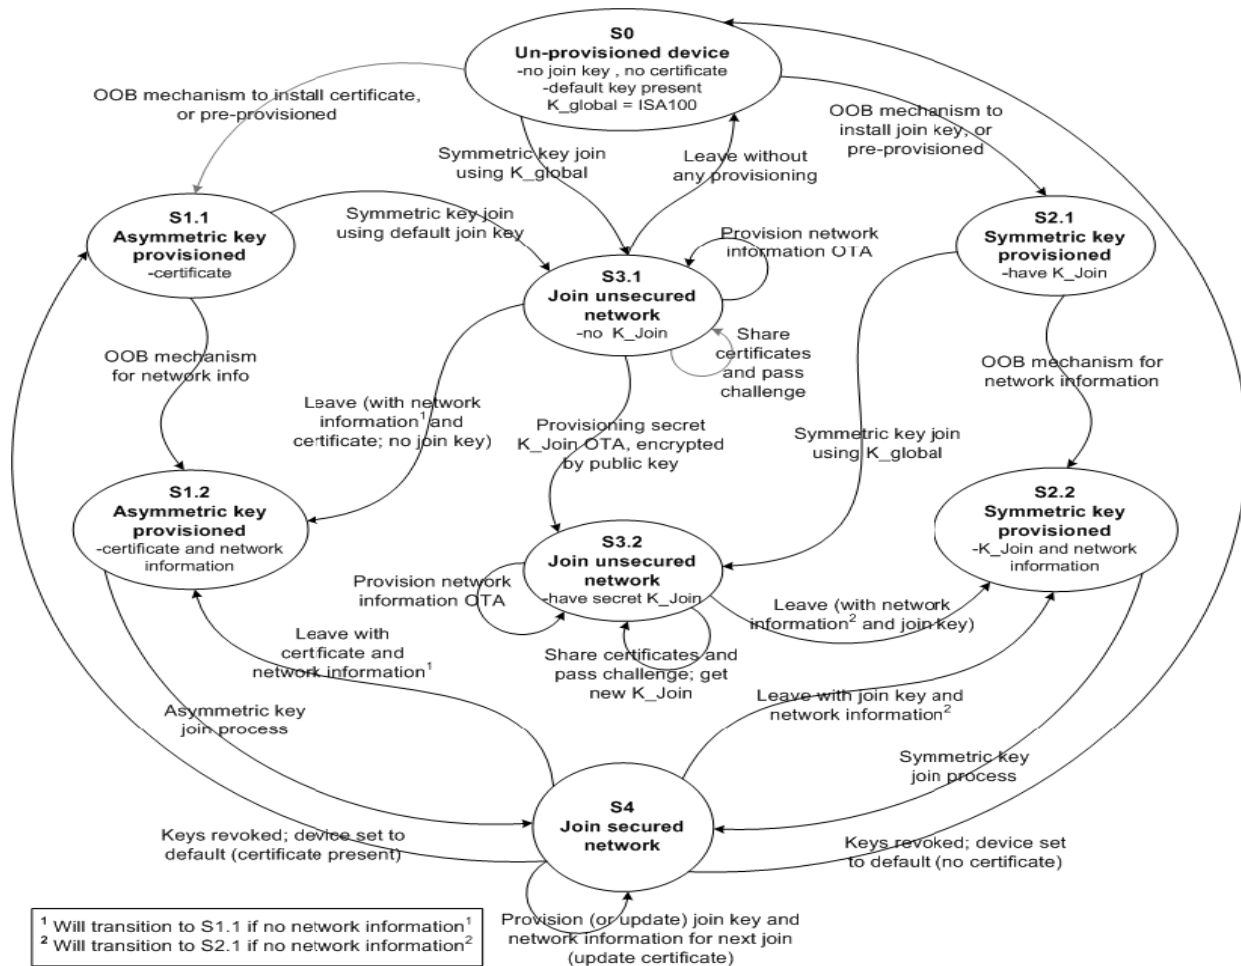 S0
Un-provisioned device
-no join key , no certificate
-default key present
K_global = ISA100
OOB mechanism to install certificate,
or pre-provisioned
OOB mechanism to
install join key, or
pre-provisioned
Symmetric key join
using K_global
Leave without
any provisioning
S1.1
Asymmetric key
provisioned
-certificate
Symmetric key join
using default join key
Provision network
information OTA
S2.1
Symmetric key
provisioned
-have K_Join
S3.1
Join unsecured
network
-no K_Join
Share
certificates
and pass
challenge
OOB mechanism
for network info
OOB mechanism for
network information
Leave (with network
information¹ and
certificate; no join key)
Provisioning secret
K_Join OTA, encrypted
by public key
Symmetric key join
using K_global
S1.2
Asymmetric key
provisioned
-certificate and network
information
S2.2
Symmetric key
provisioned
-K_Join and network
information
S3.2
Join unsecured
network
-have secret K_Join
Provision network
information OTA
Leave (with network
information² and join key)
Leave with
certificate and
network information¹
Share certificates and
pass challenge; get
new K_Join
Leave with join key and
network information²
Asymmetric key
join process
Symmetric key
join process
S4
Join secured
network
Keys revoked; device set to
default (certificate present)
Keys revoked; device set
to default (no certificate)
Provision (or update) join key and
network information for next join
(update certificate)
¹ Will transition to S1.1 if no network information¹
² Will transition to S2.1 if no network information²